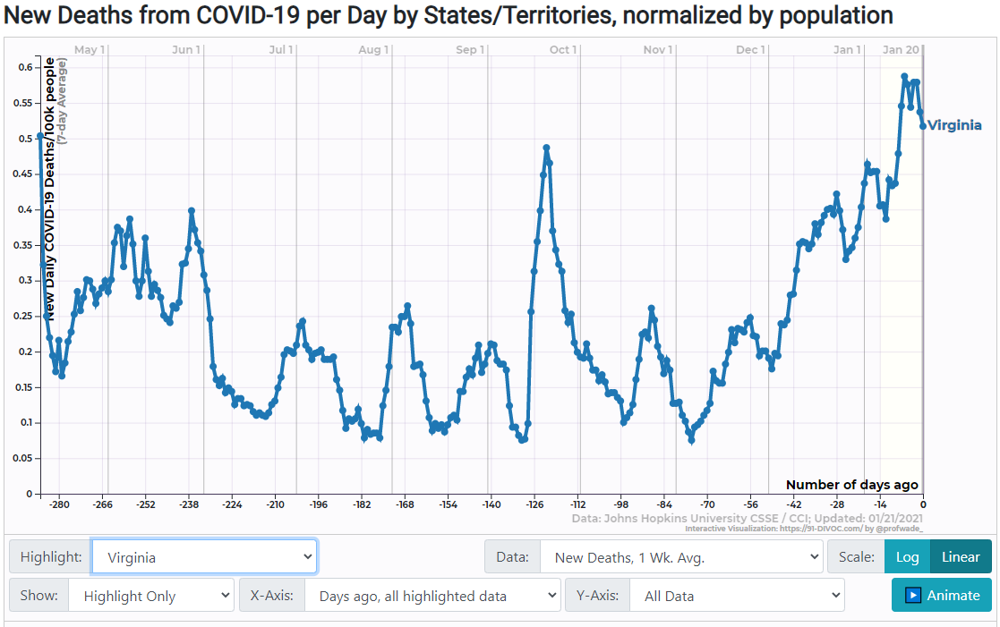 New Deaths from COVID-19 per Day by States/Territories, normalized by population
May 1 Jun 1 Jul 1 Aug 1 Sep 1 Oct 1 Nov 1 Dec 1 Jan 1 Jan 20
New Daily COVID-19 Deaths/100k people
(7-day Average)
0.6
0.55
0.5
0.45
0.4
0.35
0.3
0.25
0.2
0.15
0.1
0.05
0
Virginia
Number of days ago
-280 -266 -252 -238 -224 -210 -196 -182 -168 -154 -140 -126 -112 -98 -84 -70 -56 -42 -28 -14 0
Data: Johns Hopkins University CSSE / CCI; Updated: 01/21/2021
Interactive Visualization: https://91-DIVOC.com/ by @profwade_
Highlight: Virginia Data: New Deaths, 1 Wk. Avg. Scale: Log Linear
Show: Highlight Only X-Axis: Days ago, all highlighted data Y-Axis: All Data Animate